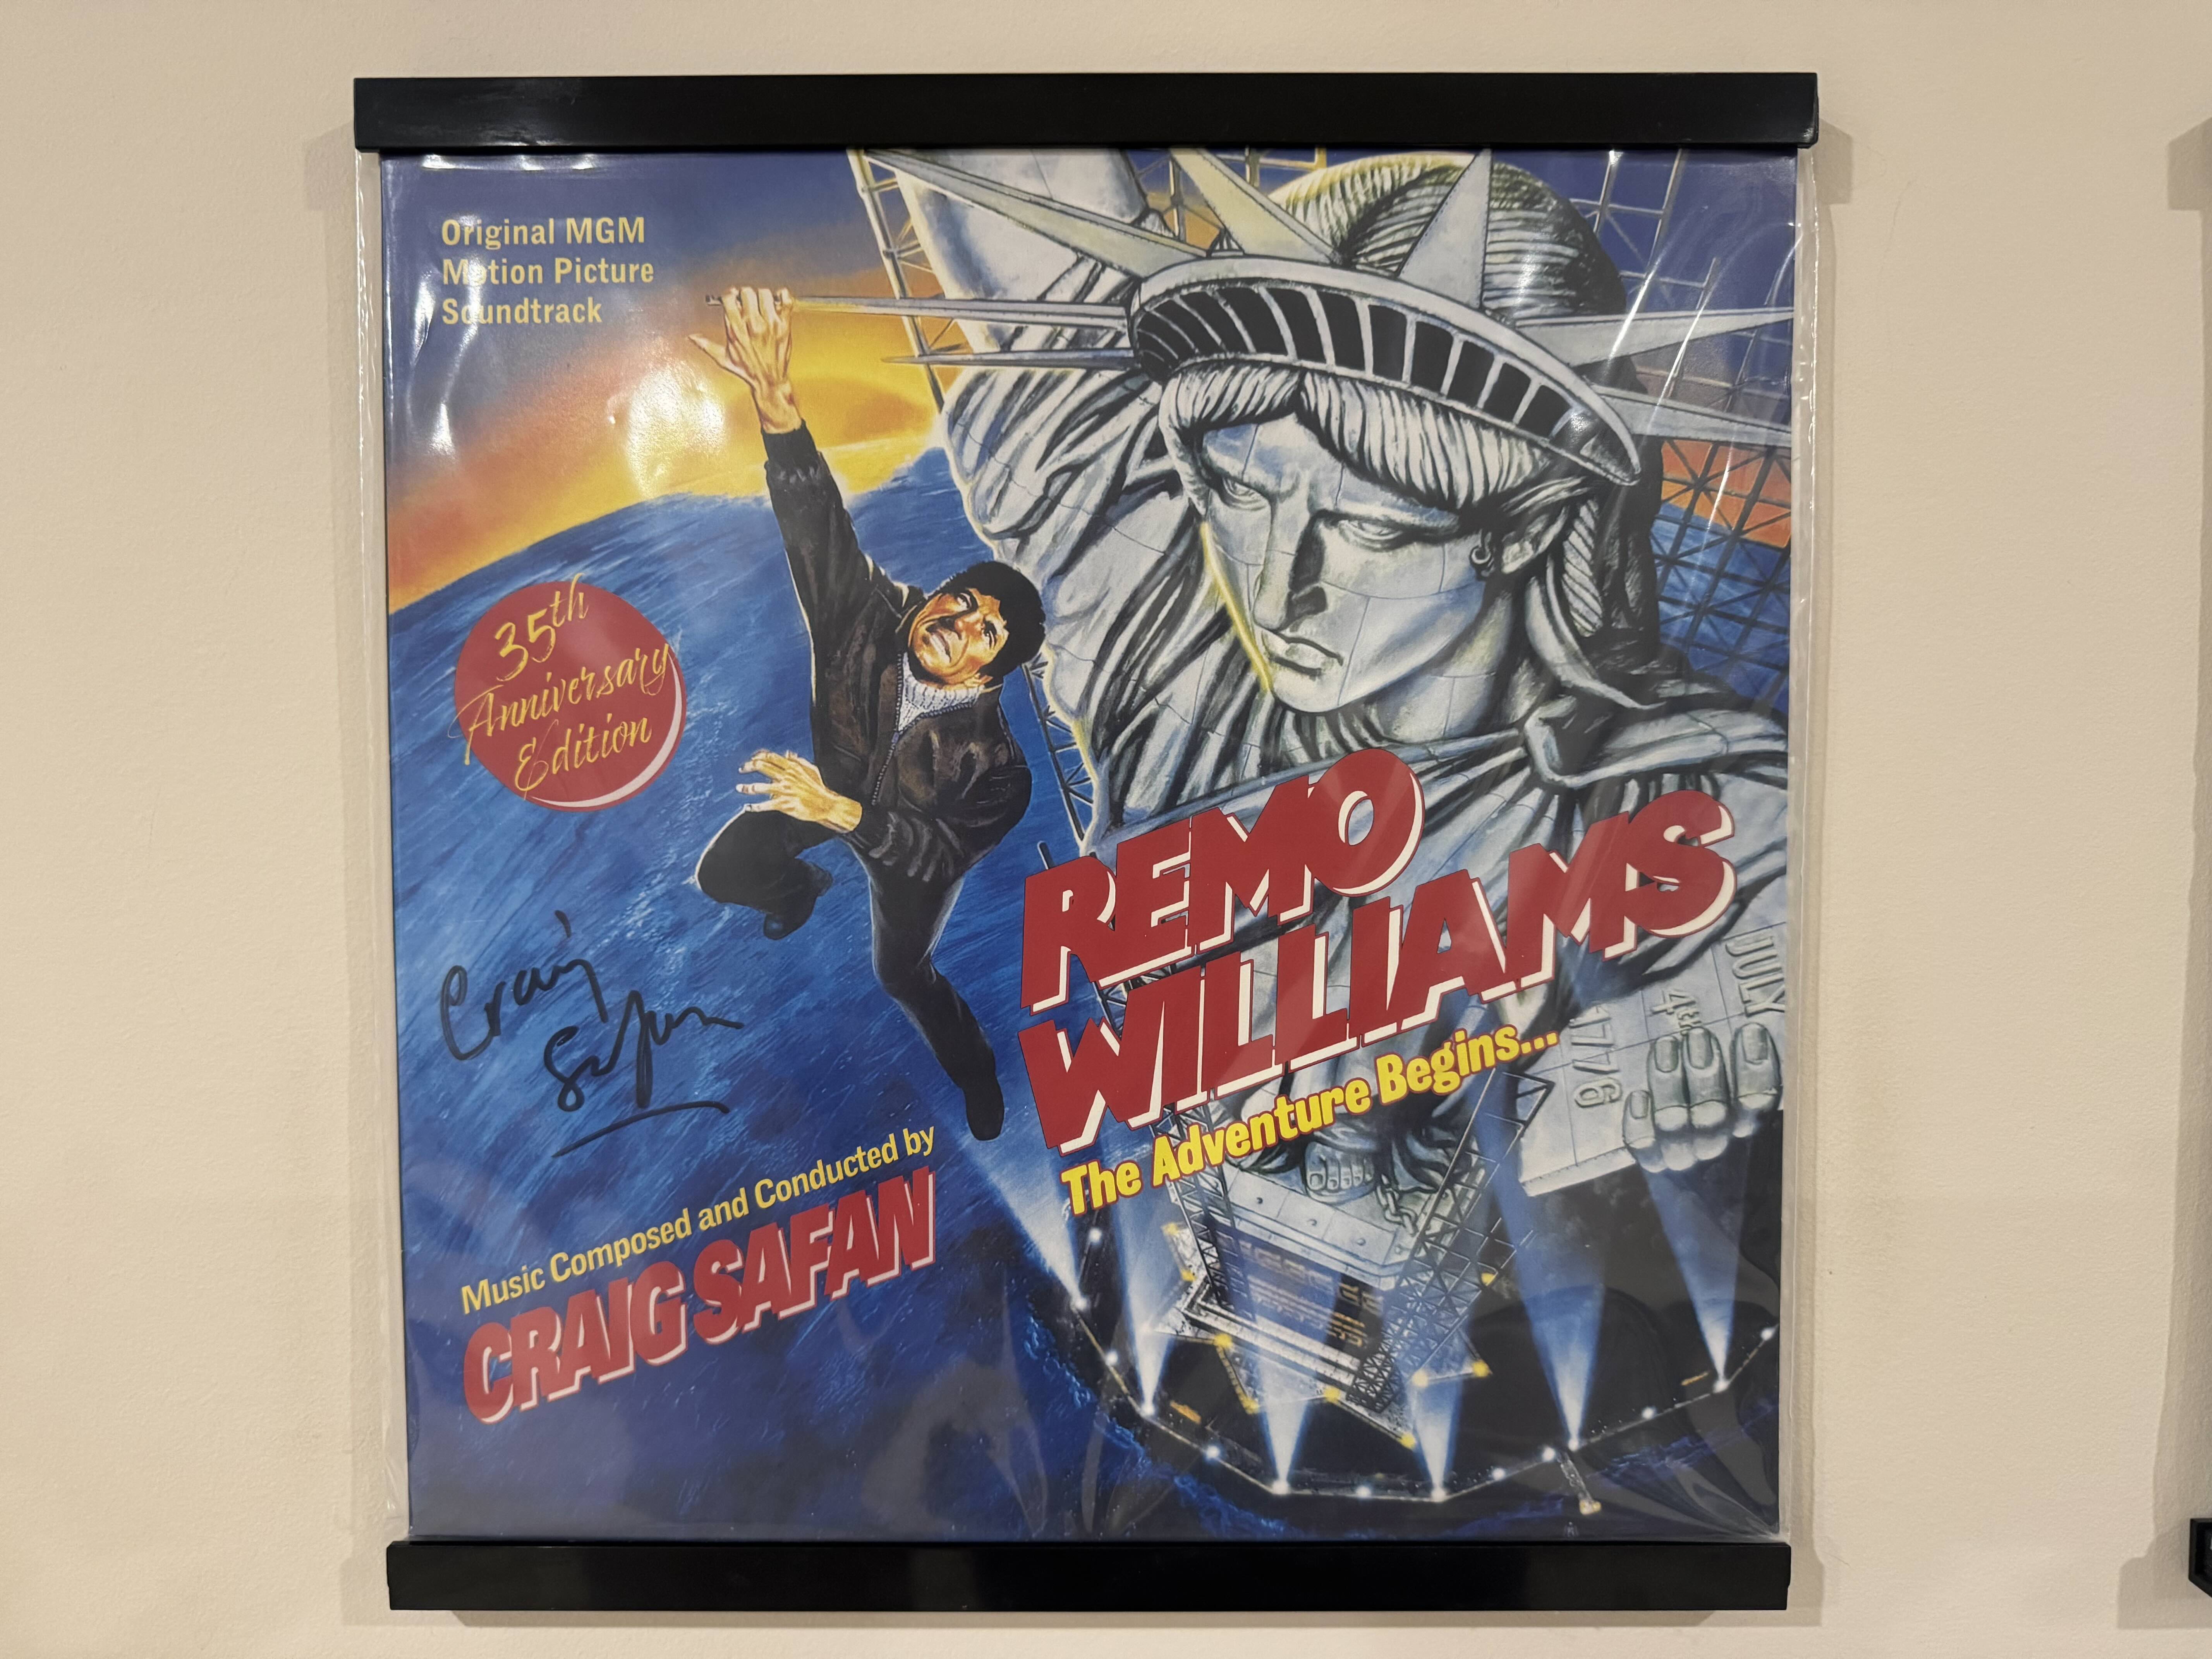 Original MGM
Motion Picture
Soundtrack
35th
Anniversary
Edition
REMO
WILLIAMS
The Adventure Begins...
JULY
4
1776
Craig
Safan
Music Composed and Conducted by
CRAIG SAFAN